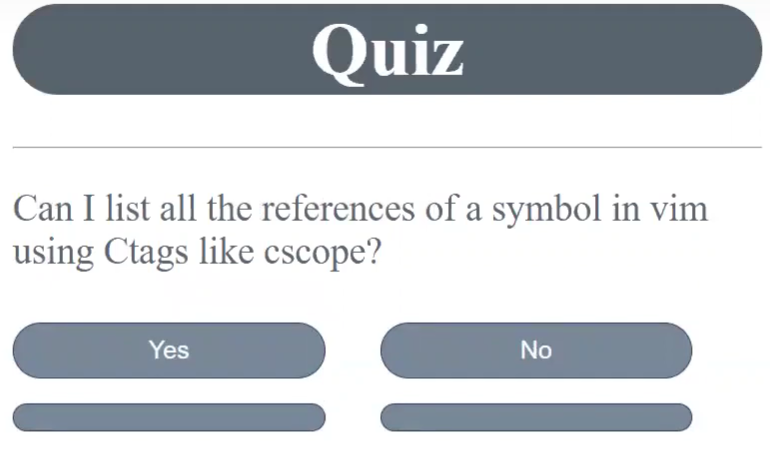 Quiz
Can I list all the references of a symbol in vim
using Ctags like cscope?
Yes
No